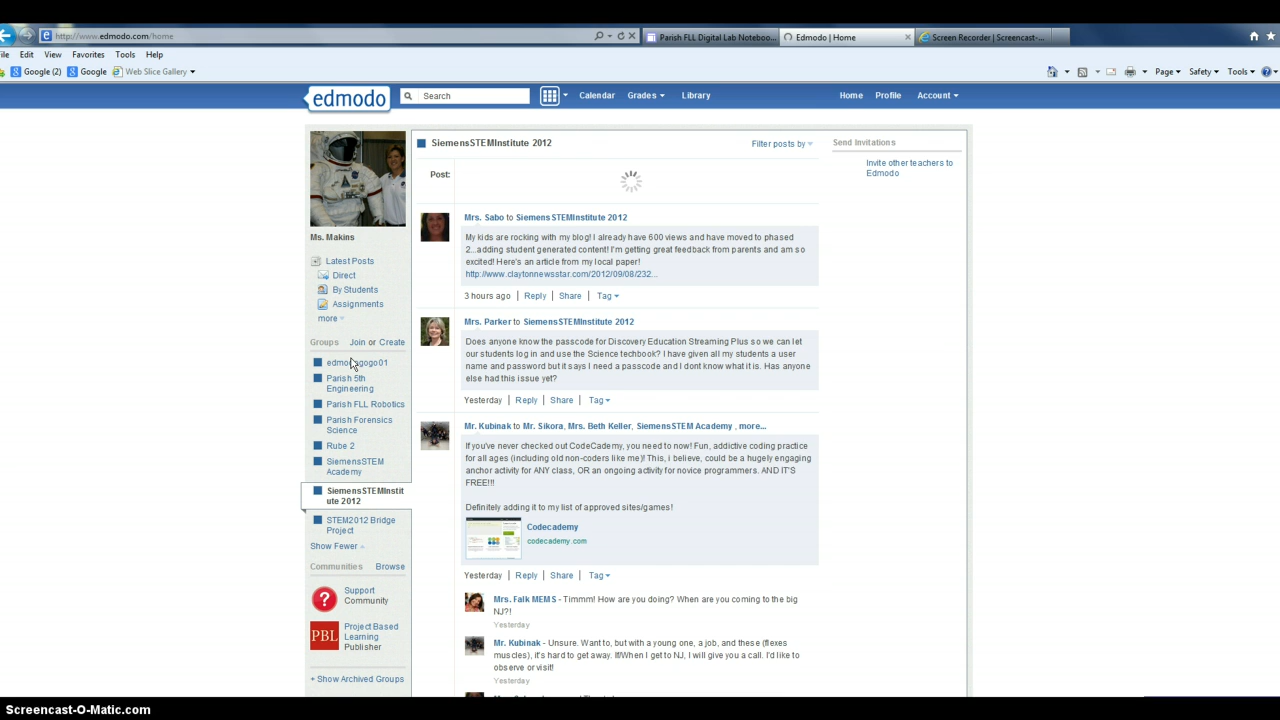 http://www.edmodo.com/home
Parish FLL Digital Lab Noteboo...
Edmodo | Home
Screen Recorder | Screencast-...
ile Edit View Favorites Tools Help
Google (2) Google Web Slice Gallery
Page Safety Tools
edmodo Search Calendar Grades Library Home Profile Account
SiemensSTEMInstitute 2012 Filter posts by
Send Invitations
Invite other teachers to
Edmodo
Post:
Ms. Makins
Latest Posts
Direct
By Students
Assignments
more
Groups Join or Create
Parish 5th
Engineering
Parish FLL Robotics
Parish Forensics
Science
Rube 2
SiemensSTEM
Academy
SiemensSTEMInstit
ute 2012
STEM2012 Bridge
Project
Show Fewer
Communities Browse
Support
Community
PBL
Project Based
Learning
Publisher
+ Show Archived Groups
Mrs. Sabo to SiemensSTEMInstitute 2012
My kids are rocking with my blog! I already have 600 views and have moved to phased
2...adding student generated content! I'm getting great feedback from parents and am so
excited! Here's an article from my local paper!
http://www.claytonnewsstar.com/2012/09/08/232...
3 hours ago | Reply | Share | Tag
Mrs. Parker to SiemensSTEMInstitute 2012
Does anyone know the passcode for Discovery Education Streaming Plus so we can let
our students log in and use the Science techbook? I have given all my students a user
name and password but it says I need a passcode and I dont know what it is. Has anyone
else had this issue yet?
Yesterday | Reply | Share | Tag
Mr. Kubinak to Mr. Sikora, Mrs. Beth Keller, SiemensSTEM Academy , more...
If you've never checked out CodeCademy, you need to now! Fun, addictive coding practice
for all ages (including old non-coders like me)! This, i believe, could be a hugely engaging
anchor activity for ANY class, OR an ongoing activity for novice programmers. AND IT'S
FREE!!!
Definitely adding it to my list of approved sites/games!
Codecademy
codecademy.com
Yesterday | Reply | Share | Tag
Mrs. Falk MEMS - Timmm! How are you doing? When are you coming to the big
NJ?!
Yesterday
Mr. Kubinak - Unsure. Want to, but with a young one, a job, and these (flexes
muscles), it's hard to get away. If/When I get to NJ, I will give you a call. I'd like to
observe or visit!
Yesterday
Screencast-O-Matic.com